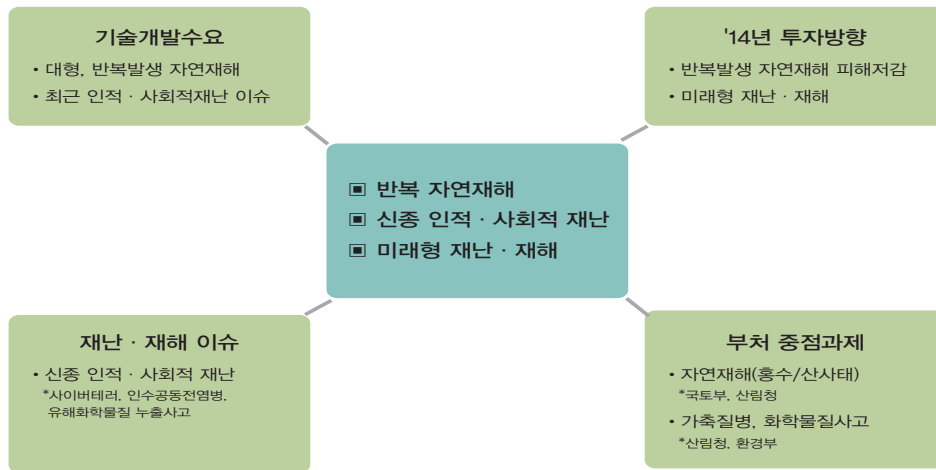 기술개발수요
• 대형, 반복발생 자연재해
• 최근 인적 · 사회적재난 이슈
'14년 투자방향
• 반복발생 자연재해 피해저감
• 미래형 재난 · 재해
▣ 반복 자연재해
▣ 신종 인적 · 사회적 재난
▣ 미래형 재난 · 재해
재난 · 재해 이슈
• 신종 인적 · 사회적 재난
*사이버테러, 인수공동전염병,
유해화학물질 누출사고
부처 중점과제
• 자연재해(홍수/산사태)
*국토부, 산림청
• 가축질병, 화학물질사고
*산림청, 환경부